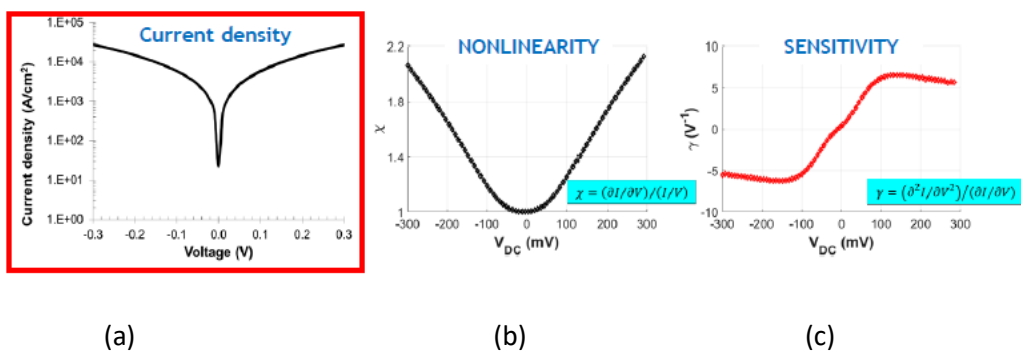 Current density
1.E+05
1.E+04
1.E+03
1.E+02
1.E+01
1.E+00
Current density (A/cm²)
-0.3 -0.2 -0.1 0.0 0.1 0.2 0.3
Voltage (V)
NONLINEARITY
2.2
1.8
1.4
1
χ
χ = (∂I/∂V)/(I/V)
-300 -200 -100 0 100 200 300
V_DC (mV)
SENSITIVITY
10
5
0
-5
-10
γ (V⁻¹)
γ = (∂²I/∂V²)/(∂I/∂V)
-300 -200 -100 0 100 200 300
V_DC (mV)
(a) (b) (c)